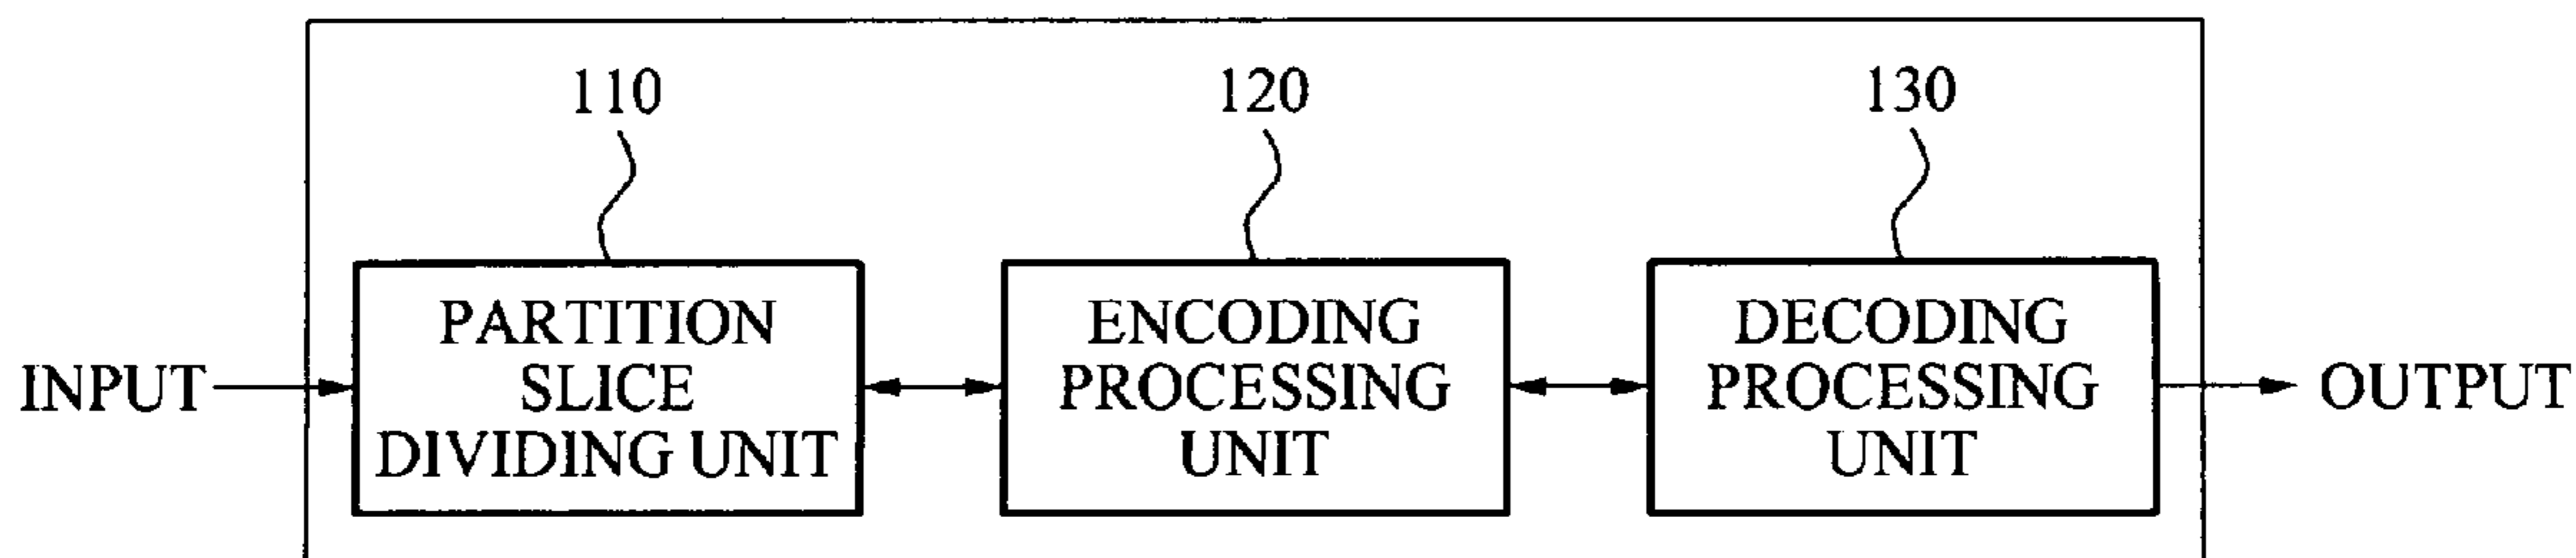 110
120
130
INPUT
PARTITION
SLICE
DIVIDING UNIT
ENCODING
PROCESSING
UNIT
DECODING
PROCESSING
UNIT
OUTPUT